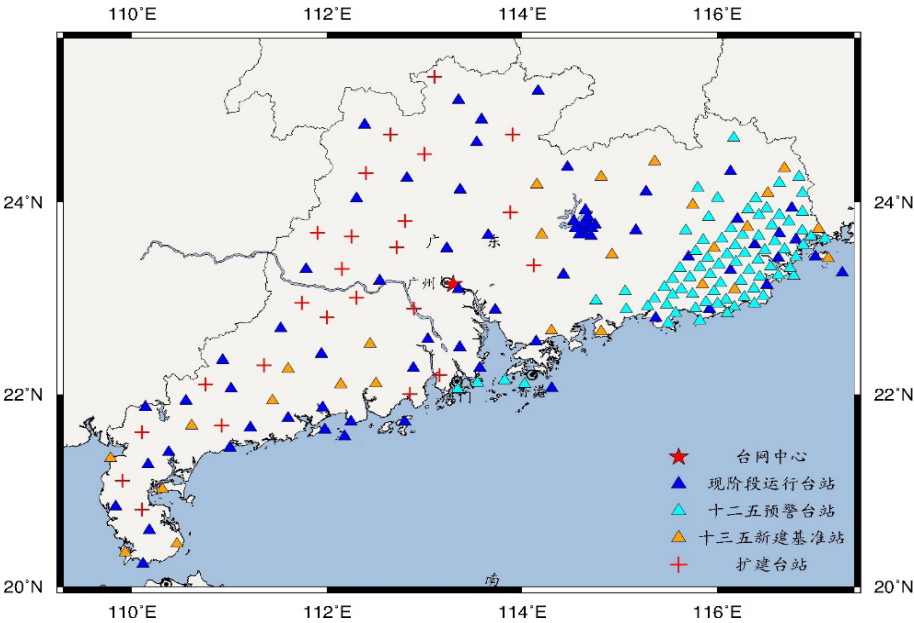 110°E 112°E 114°E 116°E
24°N 24°N
广 东
广州
22°N 22°N
门 香港
台网中心
现阶段运行台站
十二五预警台站
十三五新建基准站
扩建台站
20°N 南 20°N
110°E 112°E 114°E 116°E